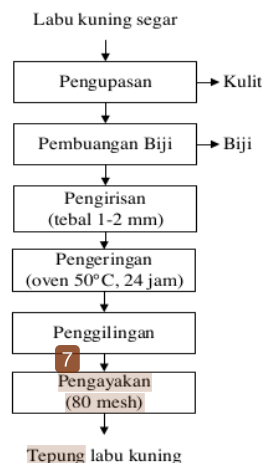 Labu kuning segar
Pengupasan
Kulit
Pembuangan Biji
Biji
Pengirisan
(tebal 1-2 mm)
Pengeringan
(oven 50°C, 24 jam)
Penggilingan
7
Pengayakan
(80 mesh)
Tepung labu kuning